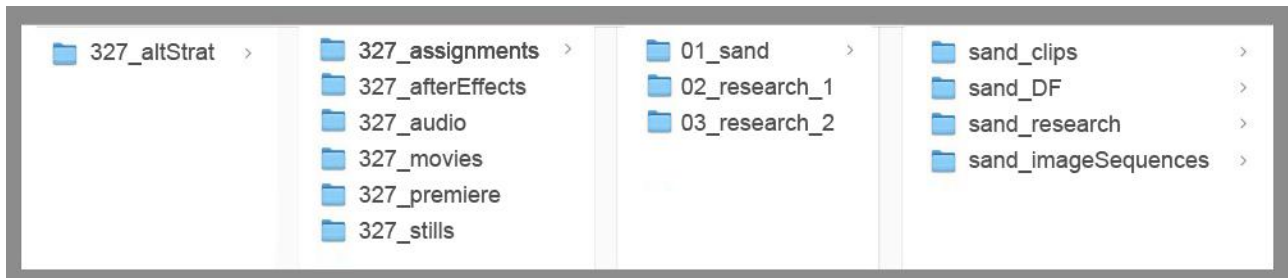 327_altStrat
327_assignments
327_afterEffects
327_audio
327_movies
327_premiere
327_stills
01_sand
02_research_1
03_research_2
sand_clips
sand_DF
sand_research
sand_imageSequences